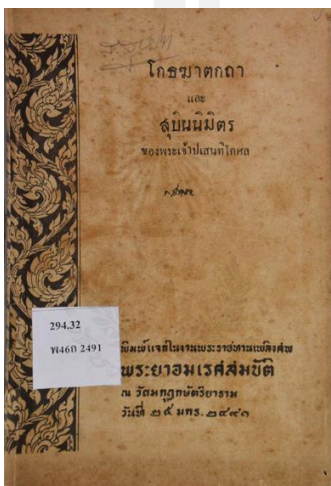 โกธฆาตกถา
และ
สุบินนิมิตร
ของพระเจ้าปเสนทิโกศล
294.32
พ46ก 2491
พิมพ์แจกในงานพระราชทานเพลิงศพ
พระยาอมเรศสมบัติ
ณ วัดมกุฎกษัตริยาราม
วันที่ ๒๕ มกร. ๒๔๙๑